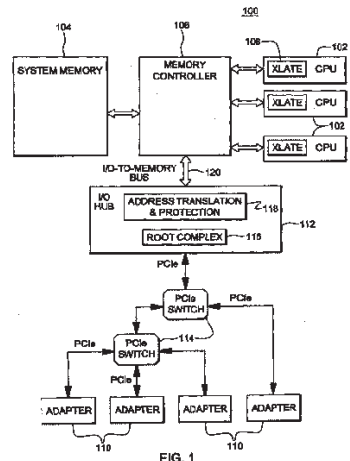 100
104
106
108
102
SYSTEM MEMORY
MEMORY
CONTROLLER
XLATE CPU
XLATE CPU
102
XLATE CPU
I/O-TO-MEMORY
BUS
120
I/O
HUB
ADDRESS TRANSLATION
& PROTECTION
118
112
ROOT COMPLEX
116
PCIe
PCIe
SWITCH
PCIe
114
PCIe
PCIe
SWITCH
PCIe
ADAPTER
ADAPTER
ADAPTER
ADAPTER
110
110
FIG. 1